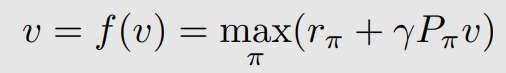 v = f(v) = max_π(r_π + γP_πv)